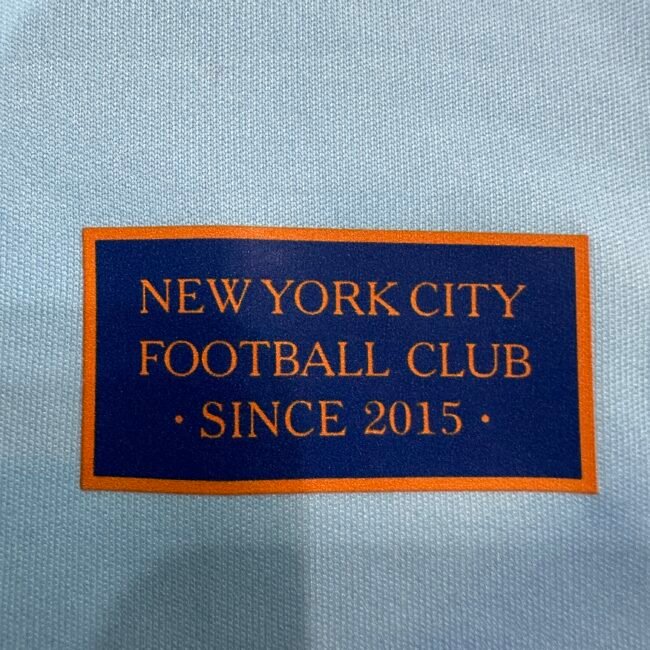 NEW YORK CITY
FOOTBALL CLUB
· SINCE 2015 ·